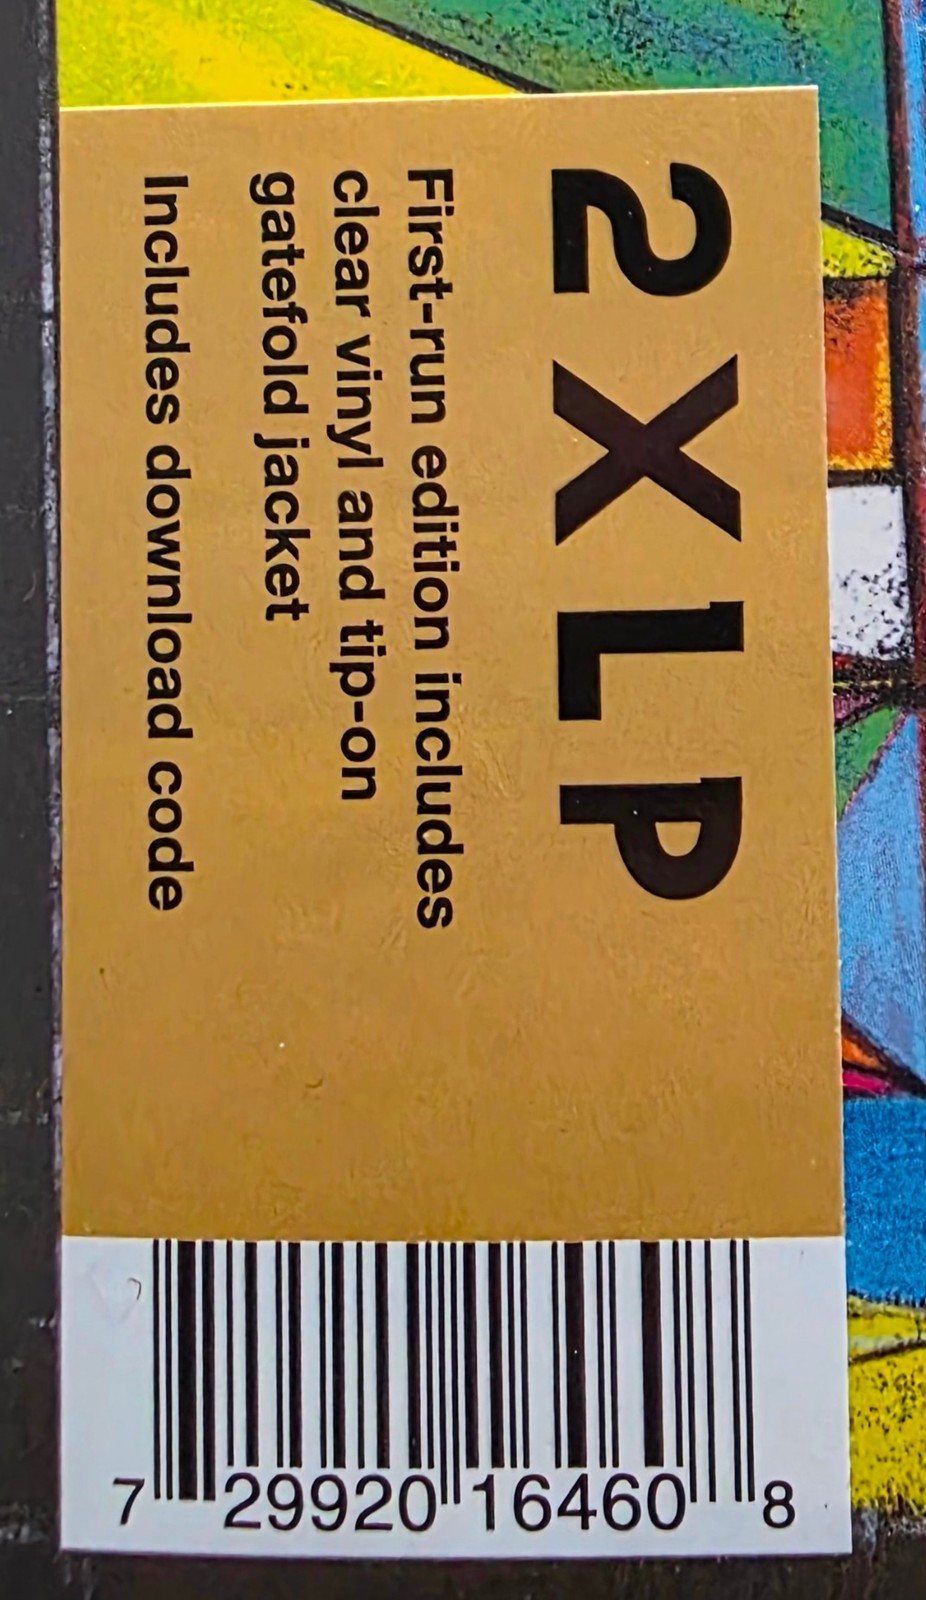 2XLP
First-run edition includes
clear vinyl and tip-on
gatefold jacket
Includes download code
7 29920 16460 8